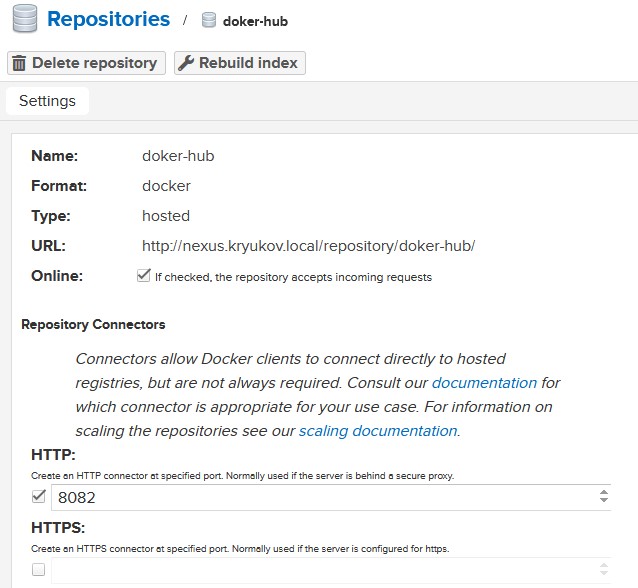 Repositories / doker-hub
Delete repository Rebuild index
Settings
Name: doker-hub
Format: docker
Type: hosted
URL: http://nexus.kryukov.local/repository/doker-hub/
Online: If checked, the repository accepts incoming requests
Repository Connectors
Connectors allow Docker clients to connect directly to hosted
registries, but are not always required. Consult our documentation for
which connector is appropriate for your use case. For information on
scaling the repositories see our scaling documentation.
HTTP:
Create an HTTP connector at specified port. Normally used if the server is behind a secure proxy.
8082
HTTPS:
Create an HTTPS connector at specified port. Normally used if the server is configured for https.